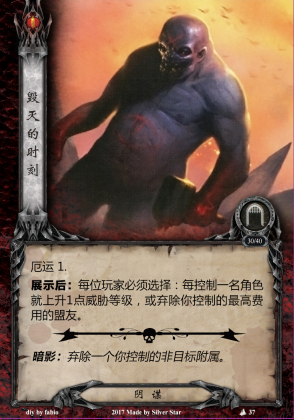 毁灭的时刻
30/40
厄运 1.
展示后：每位玩家必须选择：每控制一名角色
就上升1点威胁等级，或弃除你控制的最高费
用的盟友。
暗影：弃除一个你控制的非目标附属。
阴谋
diy by fabio
2017 Made by Silver Star
37